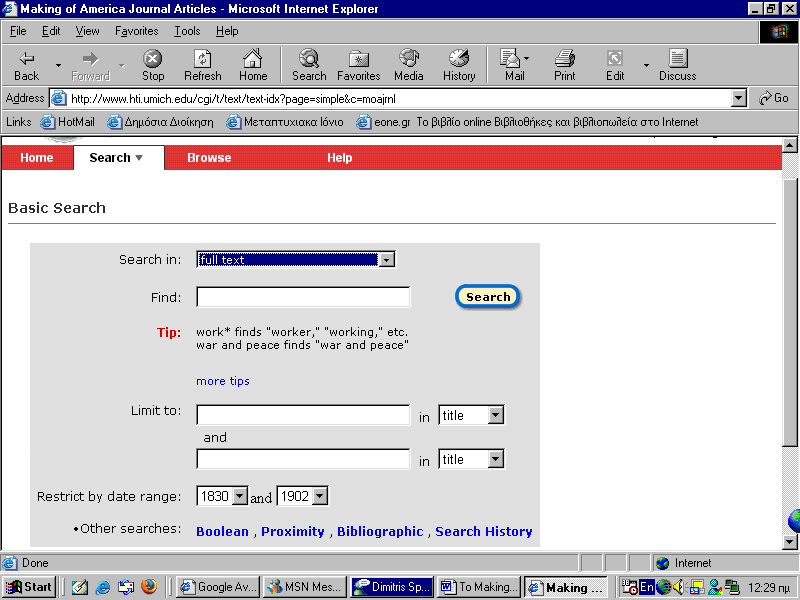 Making of America Journal Articles - Microsoft Internet Explorer
File Edit View Favorites Tools Help
Back Forward Stop Refresh Home Search Favorites Media History Mail Print Edit Discuss
Address http://www.hti.umich.edu/cgi/t/text/text-idx?page=simple&c=moajrnl Go
Links HotMail Δημόσια Διοίκηση Μεταπτυχιακα Ιόνιο eone.gr Το βιβλίο online Βιβλιοθήκες και βιβλιοπωλεία στο Internet
Home Search Browse Help
Basic Search
Search in: full text
Find: Search
Tip: work* finds "worker," "working," etc.
war and peace finds "war and peace"
more tips
Limit to: in title
and
in title
Restrict by date range: 1830 and 1902
•Other searches: Boolean , Proximity , Bibliographic , Search History
Done Internet
Start Google Av... MSN Mes... Dimitris Sp... To Making... Making ... En 12:29 πμ